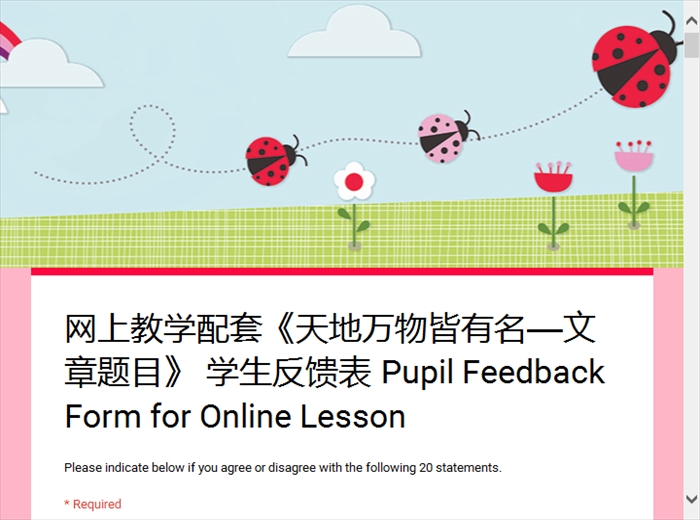 网上教学配套《天地万物皆有名—文
章题目》 学生反馈表 Pupil Feedback
Form for Online Lesson
Please indicate below if you agree or disagree with the following 20 statements.
* Required